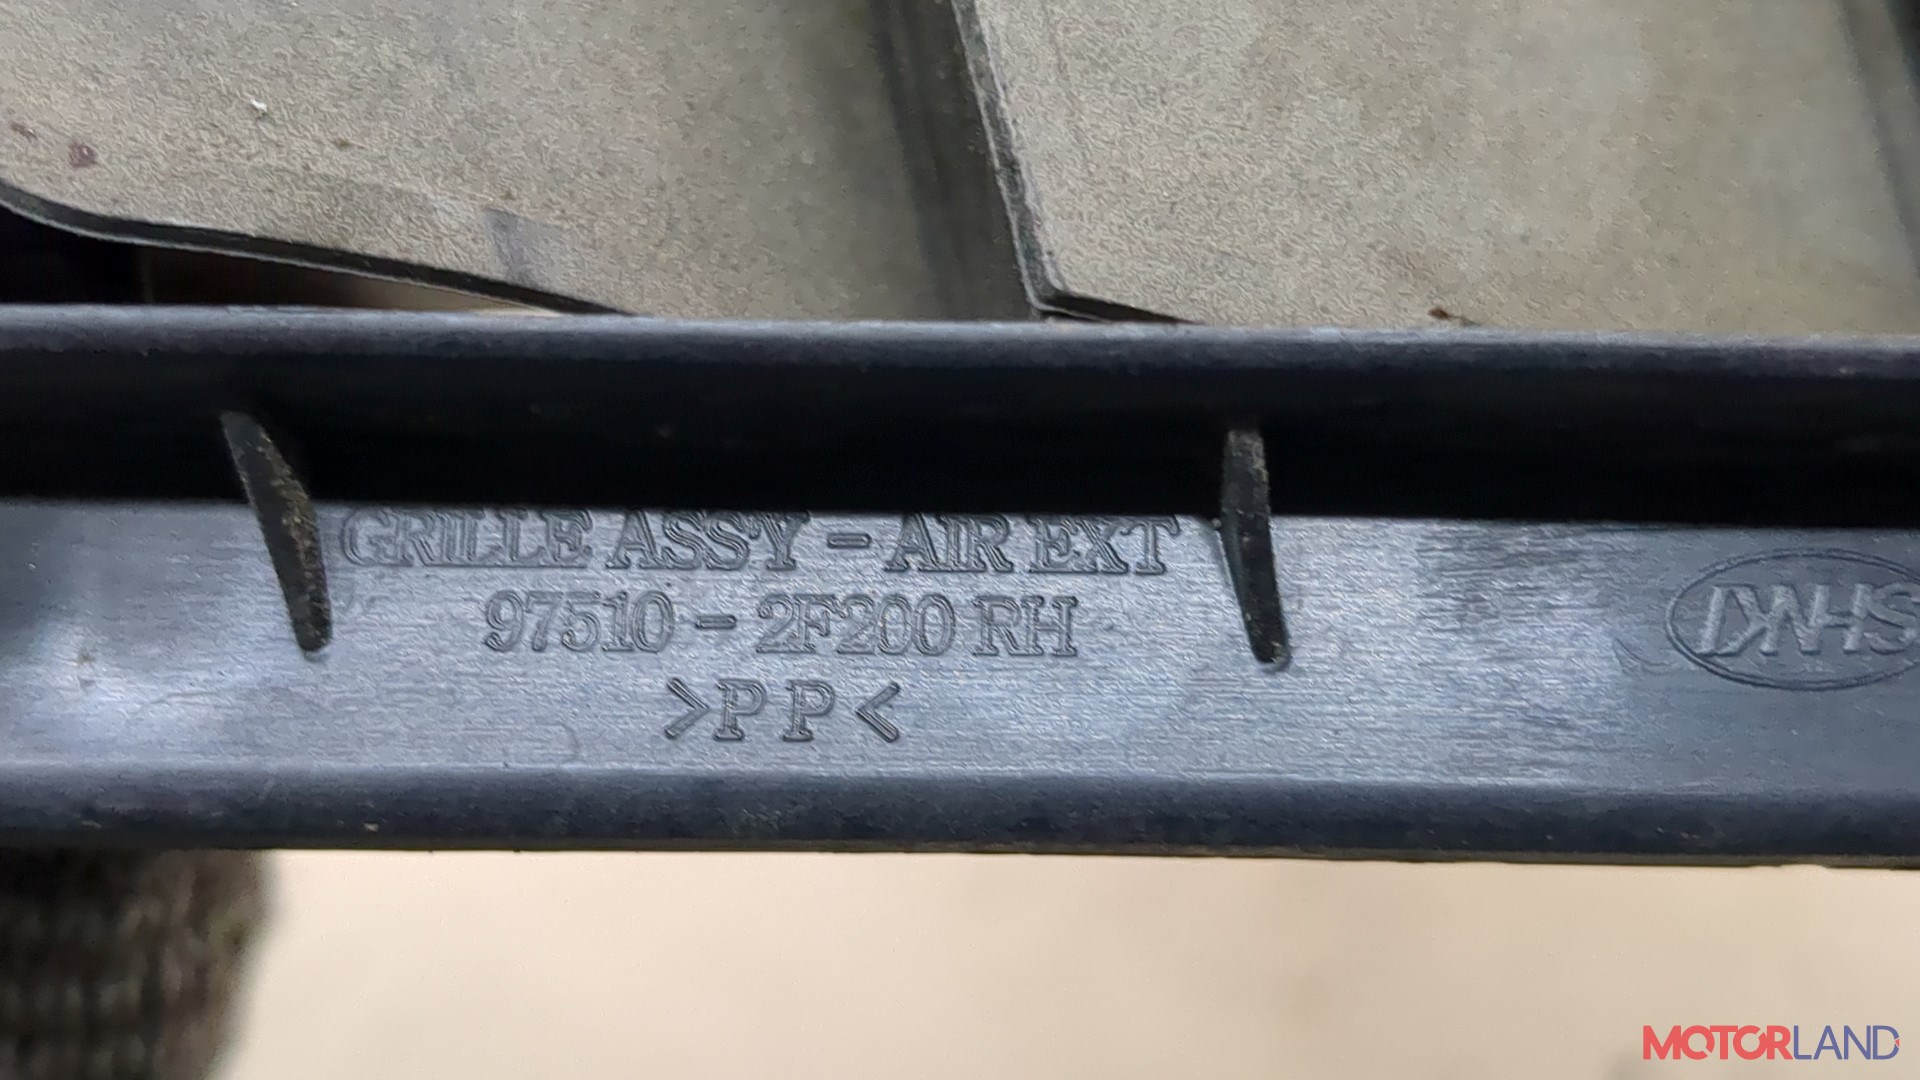 GRILLE ASSY - AIR EXT
97510 - 2F200 RH
>PP<
MOTORLAND